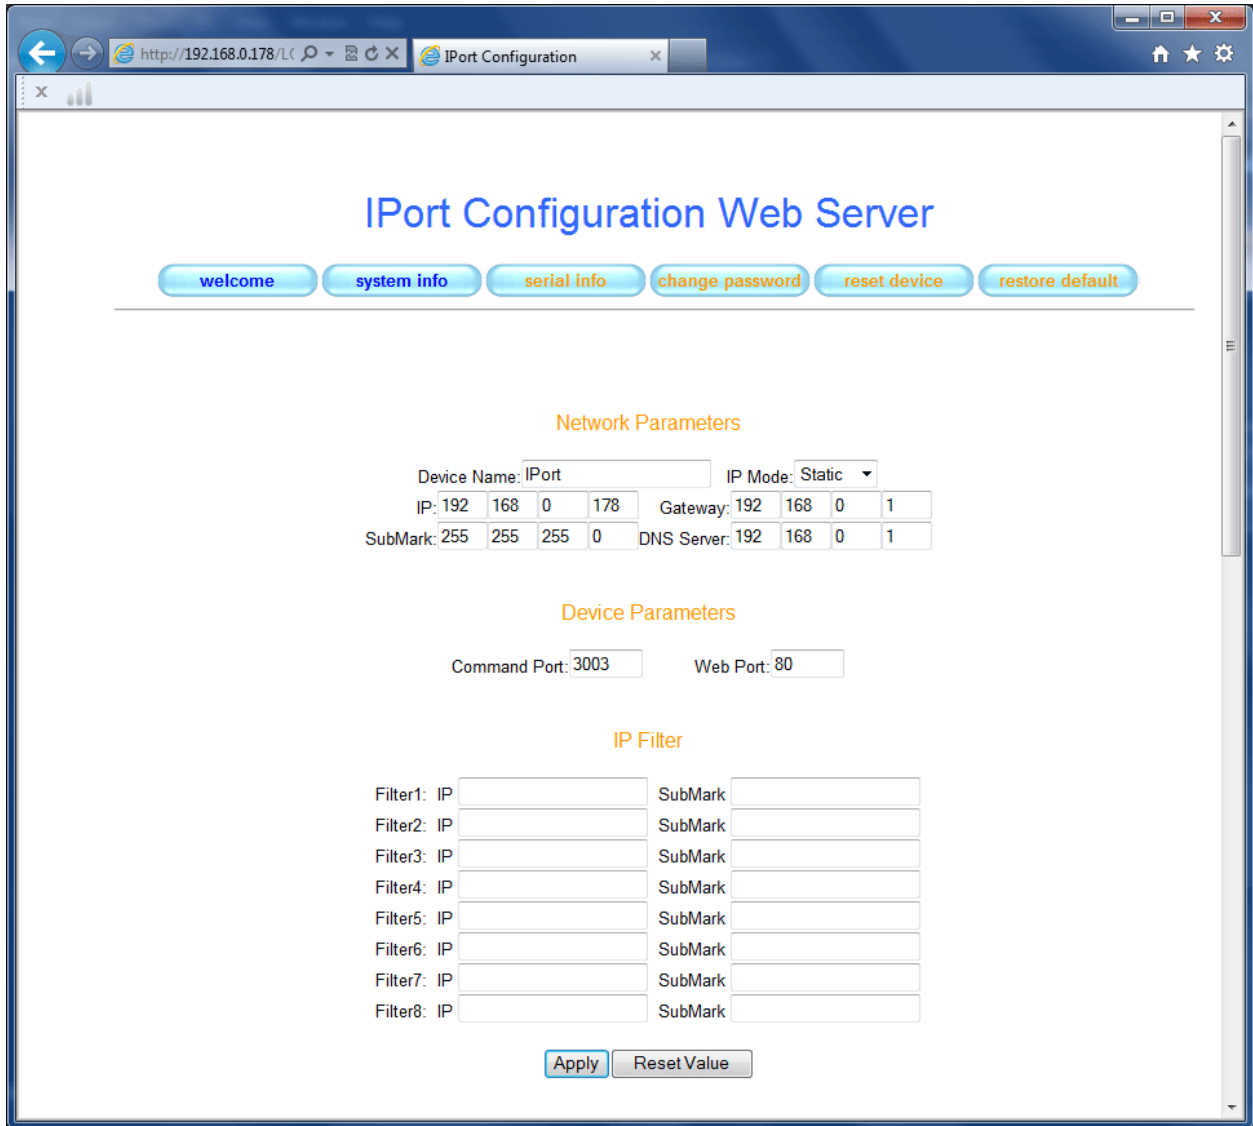 http://192.168.0.178/L(
IPort Configuration
IPort Configuration Web Server
welcome system info serial info change password reset device restore default
Network Parameters
Device Name: IPort IP Mode: Static
IP: 192 168 0 178 Gateway: 192 168 0 1
SubMark: 255 255 255 0 DNS Server: 192 168 0 1
Device Parameters
Command Port: 3003 Web Port: 80
IP Filter
Filter1: IP SubMark
Filter2: IP SubMark
Filter3: IP SubMark
Filter4: IP SubMark
Filter5: IP SubMark
Filter6: IP SubMark
Filter7: IP SubMark
Filter8: IP SubMark
Apply Reset Value